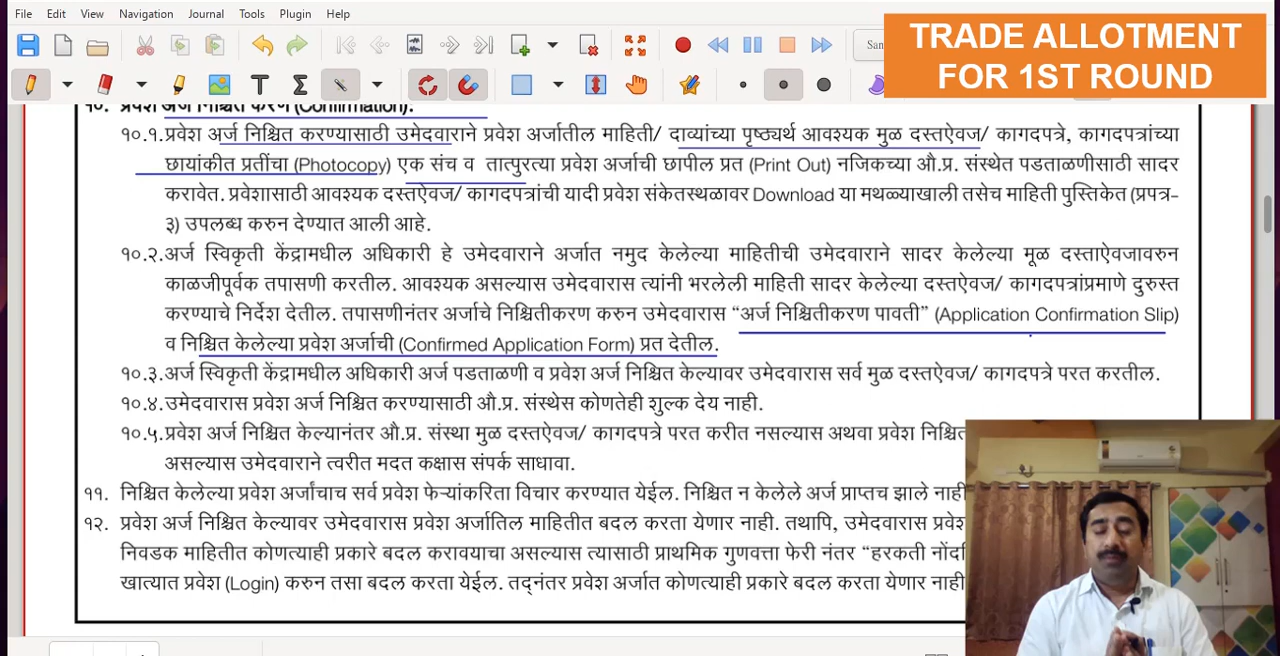 File Edit View Navigation Journal Tools Plugin Help
TRADE ALLOTMENT
FOR 1ST ROUND
San
१०. प्रवेश अर्ज निश्चित करणे (Confirmation):
१०.१.प्रवेश अर्ज निश्चित करण्यासाठी उमेदवाराने प्रवेश अर्जातील माहिती/ दाव्यांच्या पृष्ठ्यर्थ आवश्यक मुळ दस्तऐवज/ कागदपत्रे, कागदपत्रांच्या
छायांकीत प्रतींचा (Photocopy) एक संच व तात्पुरत्या प्रवेश अर्जाची छापील प्रत (Print Out) नजिकच्या औ.प्र. संस्थेत पडताळणीसाठी सादर
करावेत. प्रवेशासाठी आवश्यक दस्तऐवज/ कागदपत्रांची यादी प्रवेश संकेतस्थळावर Download या मथळ्याखाली तसेच माहिती पुस्तिकेत (प्रपत्र-
३) उपलब्ध करुन देण्यात आली आहे.
१०.२.अर्ज स्विकृती केंद्रामधील अधिकारी हे उमेदवाराने अर्जात नमुद केलेल्या माहितीची उमेदवाराने सादर केलेल्या मूळ दस्ताऐवजावरुन
काळजीपूर्वक तपासणी करतील. आवश्यक असल्यास उमेदवारास त्यांनी भरलेली माहिती सादर केलेल्या दस्तऐवज/ कागदपत्रांप्रमाणे दुरुस्त
करण्याचे निर्देश देतील. तपासणीनंतर अर्जाचे निश्चितीकरण करुन उमेदवारास “अर्ज निश्चितीकरण पावती” (Application Confirmation Slip)
व निश्चित केलेल्या प्रवेश अर्जाची (Confirmed Application Form) प्रत देतील.
१०.३.अर्ज स्विकृती केंद्रामधील अधिकारी अर्ज पडताळणी व प्रवेश अर्ज निश्चित केल्यावर उमेदवारास सर्व मुळ दस्तऐवज/ कागदपत्रे परत करतील.
१०.४.उमेदवारास प्रवेश अर्ज निश्चित करण्यासाठी औ.प्र. संस्थेस कोणतेही शुल्क देय नाही.
१०.५.प्रवेश अर्ज निश्चित केल्यानंतर औ.प्र. संस्था मुळ दस्तऐवज/ कागदपत्रे परत करीत नसल्यास अथवा प्रवेश निश्चित
असल्यास उमेदवाराने त्वरीत मदत कक्षास संपर्क साधावा.
११. निश्चित केलेल्या प्रवेश अर्जांचाच सर्व प्रवेश फेऱ्यांकरिता विचार करण्यात येईल. निश्चित न केलेले अर्ज प्राप्तच झाले नाही
१२. प्रवेश अर्ज निश्चित केल्यावर उमेदवारास प्रवेश अर्जातिल माहितीत बदल करता येणार नाही. तथापि, उमेदवारास प्रवेश
निवडक माहितीत कोणत्याही प्रकारे बदल करावयाचा असल्यास त्यासाठी प्राथमिक गुणवत्ता फेरी नंतर “हरकती नोंद
खात्यात प्रवेश (Login) करुन तसा बदल करता येईल. तद्नंतर प्रवेश अर्जात कोणत्याही प्रकारे बदल करता येणार नाही